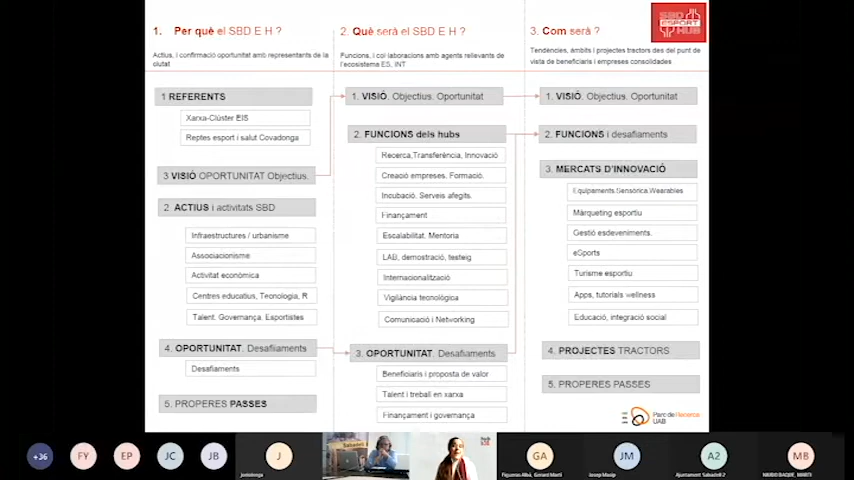 1. Per què el SBD E H ?
Actius, i confirmació oportunitat amb representants de la
ciutat
1 REFERENTS
Xarxa-Clúster EIS
Reptes esport i salut Covadonga
3 VISIÓ OPORTUNITAT Objectius.
2. ACTIUS i activitats SBD
Infraestructures / urbanisme
Associacionisme
Activitat econòmica
Centres educatius, Tecnologia, R
Talent. Governança. Esportistes
4. OPORTUNITAT. Desafiaments
Desafiaments
5. PROPERES PASSES
2. Què serà el SBD E H ?
Funcions, i col·laboracions amb agents rellevants de
l'ecosistema ES, INT
1. VISIÓ. Objectius. Oportunitat
2. FUNCIONS dels hubs
Recerca,Transferència, Innovació
Creació empreses. Formació.
Incubació. Serveis afegits.
Finançament
Escalabilitat. Mentoria
LAB, demostració, testeig
Internacionalització
Vigilància tecnològica
Comunicació i Networking
3. OPORTUNITAT. Desafiaments
Beneficiaris i proposta de valor
Talent i treball en xarxa
Finançament i governança
3. Com serà ?
Tendències, àmbits i projectes tractors des del punt de
vista de beneficiaris i empreses consolidades
1. VISIÓ. Objectius. Oportunitat
2. FUNCIONS i desafiaments
3. MERCATS D'INNOVACIÓ
Equipaments Sensòrica Wearables
Màrqueting esportiu
Gestió esdeveniments.
eSports
Turisme esportiu
Apps, tutorials wellness
Educació, integració social
4. PROJECTES TRACTORS
5. PROPERES PASSES
SBD
ESPORT
HUB
Parc de Recerca
UAB
+36
FY
EP
JC
JB
J
Sabadell
GA
JM
Josep Masip
A2
Ajuntament Sabadell 2
MB